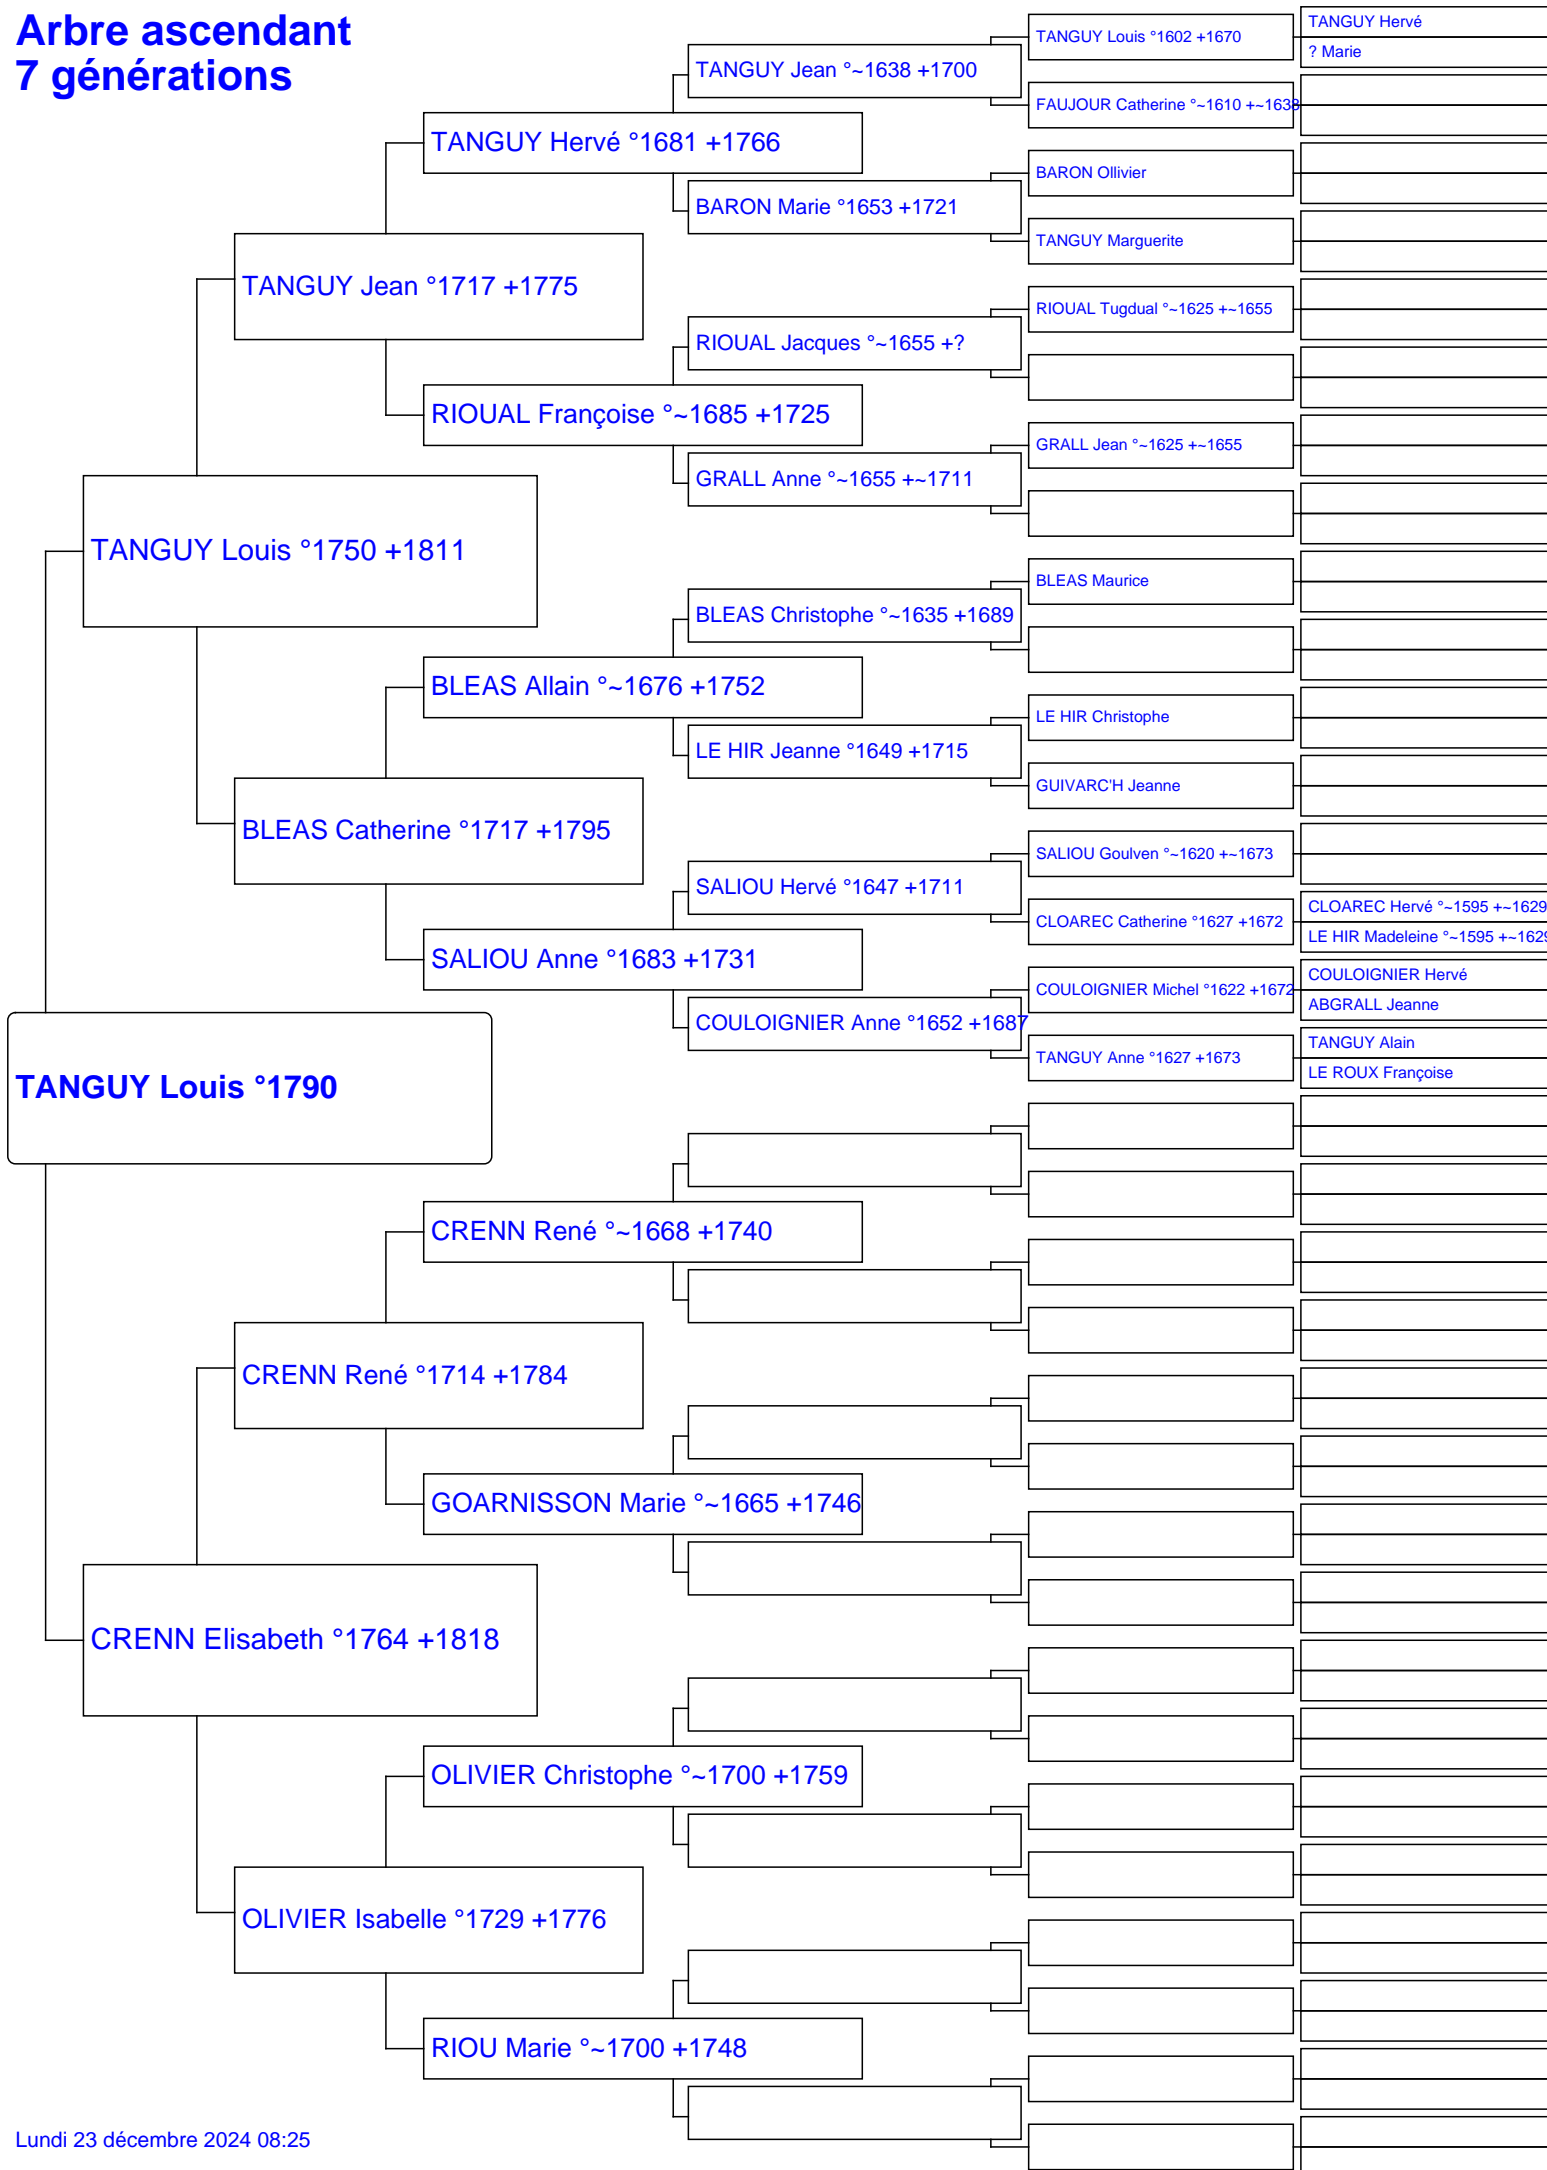 Arbre ascendant
7 générations
TANGUY Louis °1602 +1670
TANGUY Hervé
? Marie
TANGUY Jean °~1638 +1700
FAUJOUR Catherine °~1610 +~1638
TANGUY Hervé °1681 +1766
BARON Ollivier
BARON Marie °1653 +1721
TANGUY Marguerite
TANGUY Jean °1717 +1775
RIOUAL Tugdual °~1625 +~1655
RIOUAL Jacques °~1655 +?
RIOUAL Françoise °~1685 +1725
GRALL Jean °~1625 +~1655
GRALL Anne °~1655 +~1711
TANGUY Louis °1750 +1811
BLEAS Maurice
BLEAS Christophe °~1635 +1689
BLEAS Allain °~1676 +1752
LE HIR Christophe
LE HIR Jeanne °1649 +1715
GUIVARC'H Jeanne
BLEAS Catherine °1717 +1795
SALIOU Goulven °~1620 +~1673
SALIOU Hervé °1647 +1711
CLOAREC Catherine °1627 +1672
CLOAREC Hervé °~1595 +~1629
LE HIR Madeleine °~1595 +~1629
SALIOU Anne °1683 +1731
COULOIGNIER Michel °1622 +1672
COULOIGNIER Hervé
ABGRALL Jeanne
COULOIGNIER Anne °1652 +1687
TANGUY Anne °1627 +1673
TANGUY Alain
LE ROUX Françoise
TANGUY Louis °1790
CRENN René °~1668 +1740
CRENN René °1714 +1784
GOARNISSON Marie °~1665 +1746
CRENN Elisabeth °1764 +1818
OLIVIER Christophe °~1700 +1759
OLIVIER Isabelle °1729 +1776
RIOU Marie °~1700 +1748
Lundi 23 décembre 2024 08:25